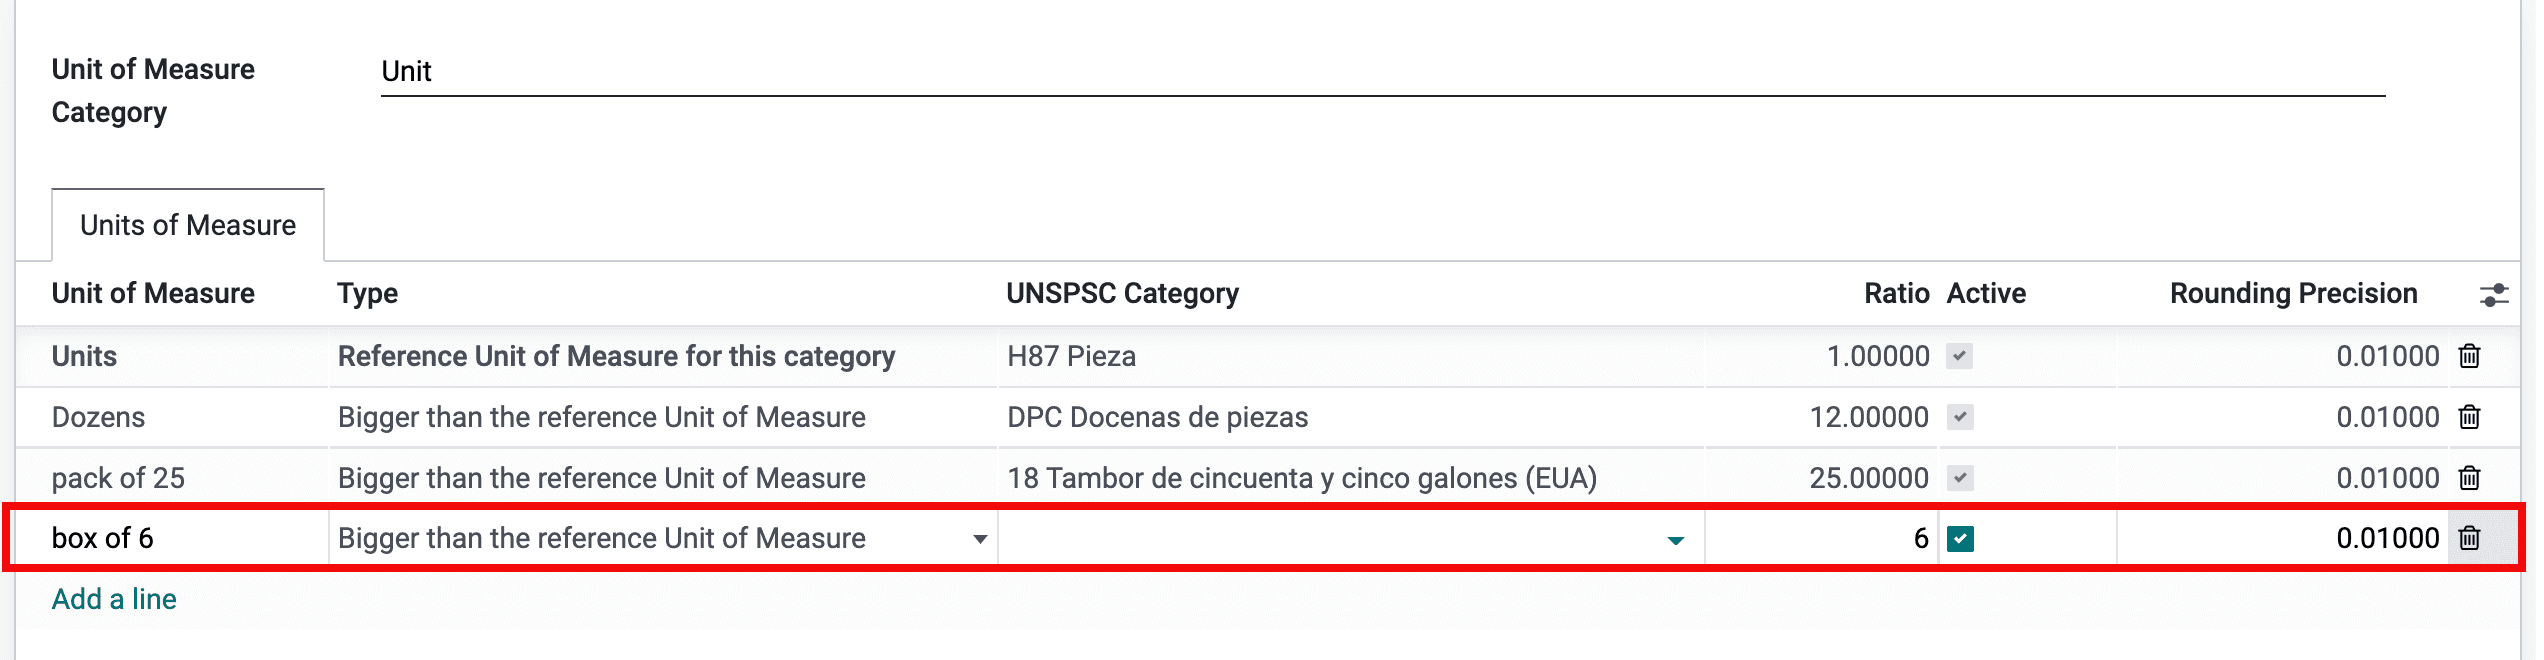 Unit of Measure Category
Unit
Units of Measure
Unit of Measure Type UNSPSC Category Ratio Active Rounding Precision
Units Reference Unit of Measure for this category H87 Pieza 1.00000 0.01000
Dozens Bigger than the reference Unit of Measure DPC Docenas de piezas 12.00000 0.01000
pack of 25 Bigger than the reference Unit of Measure 18 Tambor de cincuenta y cinco galones (EUA) 25.00000 0.01000
box of 6 Bigger than the reference Unit of Measure 6 0.01000
Add a line